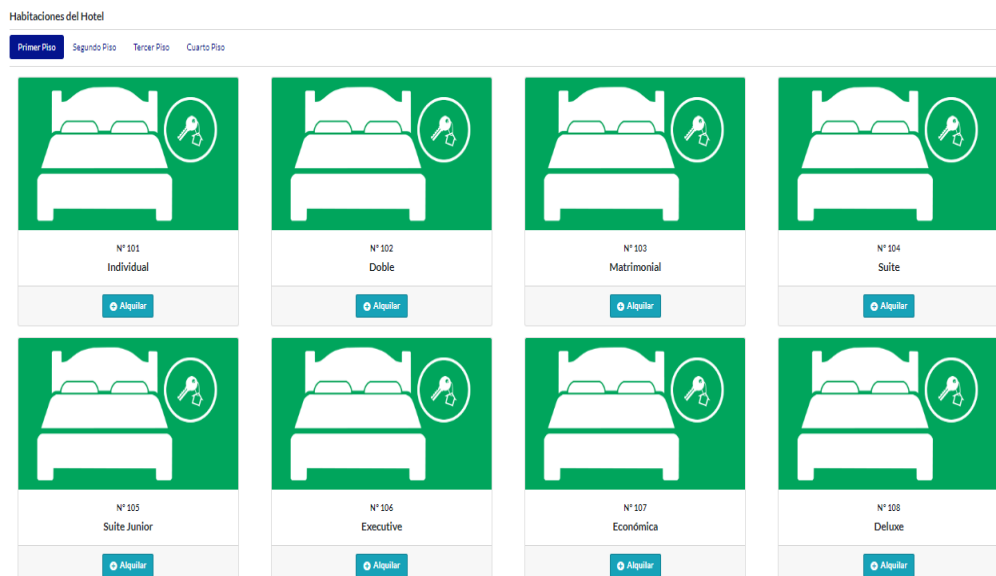 Habitaciones del Hotel
Primer Piso Segundo Piso Tercer Piso Cuarto Piso
N° 101 N° 102 N° 103 N° 104
Individual Doble Matrimonial Suite
Alquilar Alquilar Alquilar Alquilar
N° 105 N° 106 N° 107 N° 108
Suite Junior Executive Económica Deluxe
Alquilar Alquilar Alquilar Alquilar